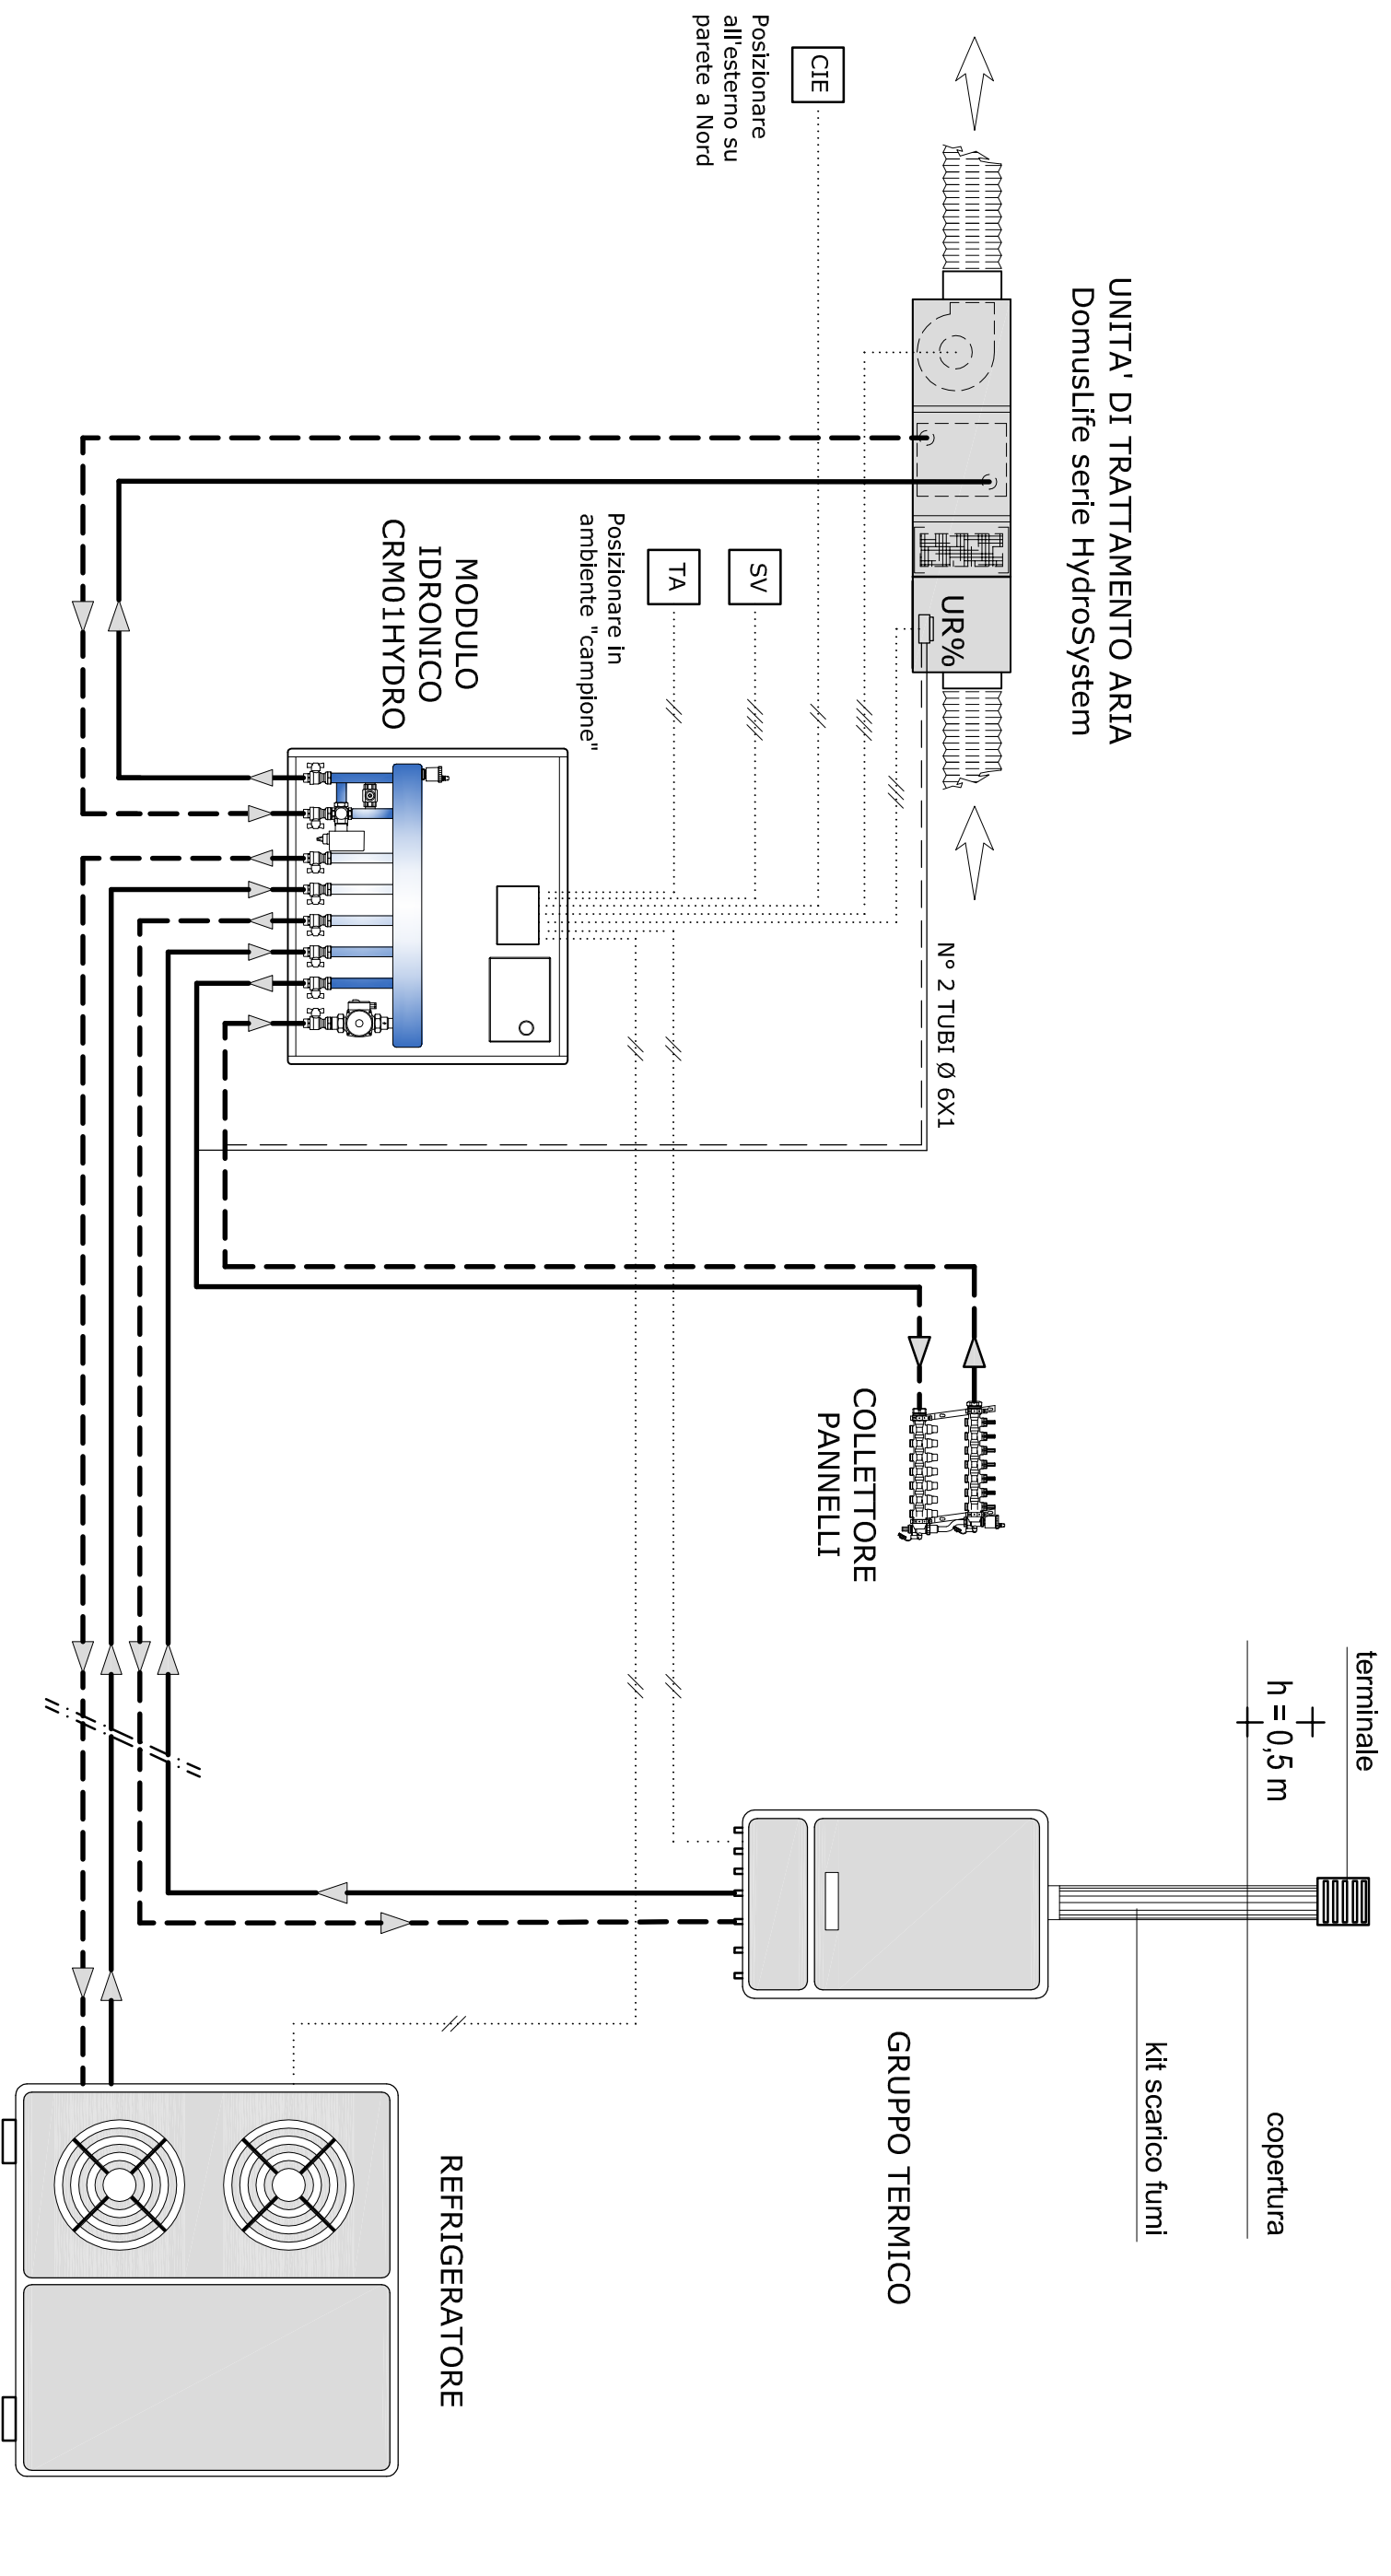 UNITA' DI TRATTAMENTO ARIA
DomusLife serie HydroSystem
terminale
h = 0,5 m
copertura
kit scarico fumi
UR%
N° 2 TUBI Ø 6X1
CIE
Posizionare
all'esterno su
parete a Nord
SV
TA
Posizionare in
ambiente "campione"
MODULO
IDRONICO
CRM01HYDRO
COLLETTORE
PANNELLI
GRUPPO TERMICO
REFRIGERATORE